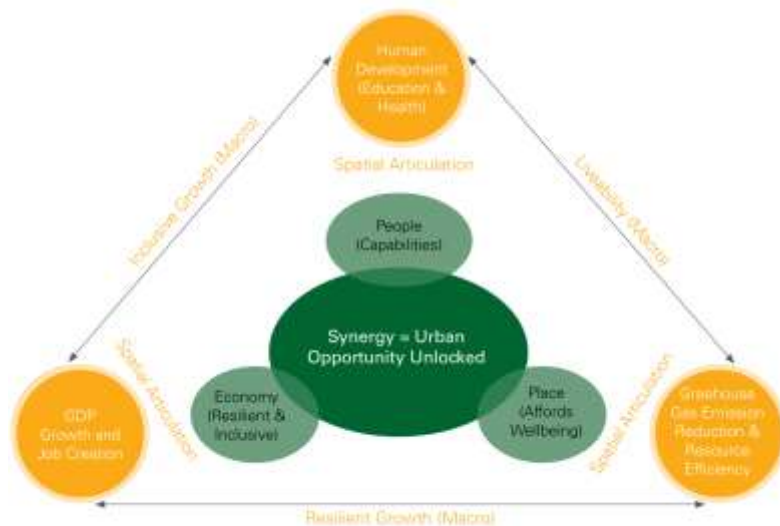 Human
Development
(Education &
Health)
Spatial Articulation
Inclusive Growth (Macro)
Liveability (Macro)
People
(Capabilities)
Synergy = Urban
Opportunity Unlocked
Spatial Articulation
Economy
(Resilient &
Inclusive)
Place
(Affords
Wellbeing)
Spatial Articulation
GDP
Growth and
Job Creation
Greehouse
Gas Emission
Reduction &
Resource
Efficiency
Resilient Growth (Macro)